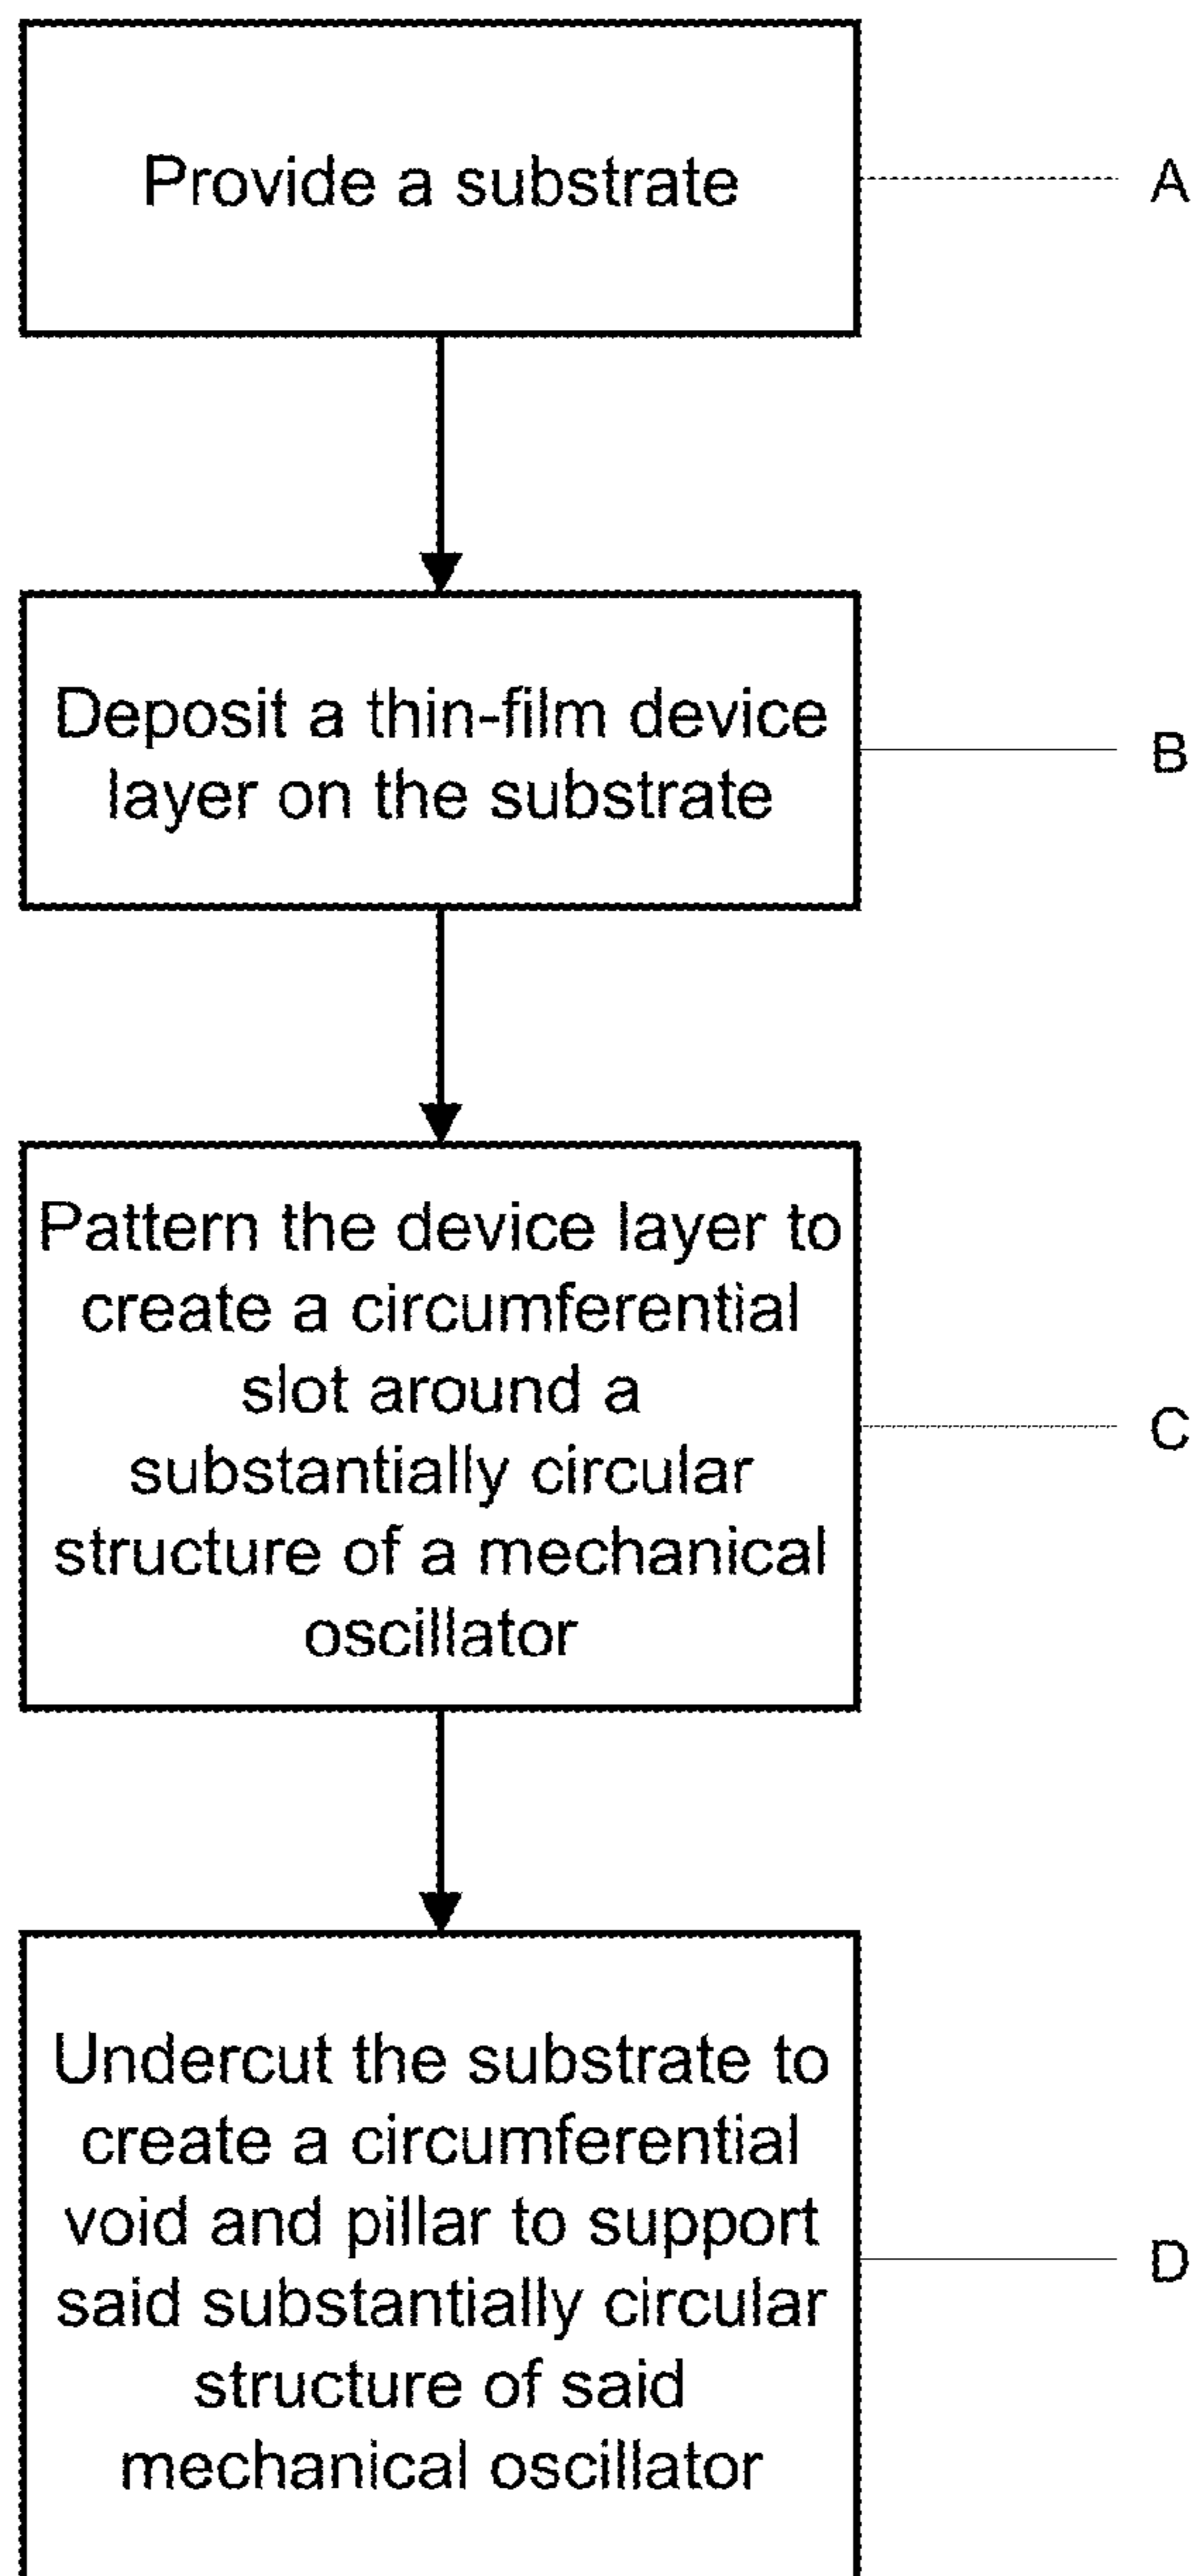 Provide a substrate
A
Deposit a thin-film device
layer on the substrate
B
Pattern the device layer to
create a circumferential
slot around a
substantially circular
structure of a mechanical
oscillator
C
Undercut the substrate to
create a circumferential
void and pillar to support
said substantially circular
structure of said
mechanical oscillator
D